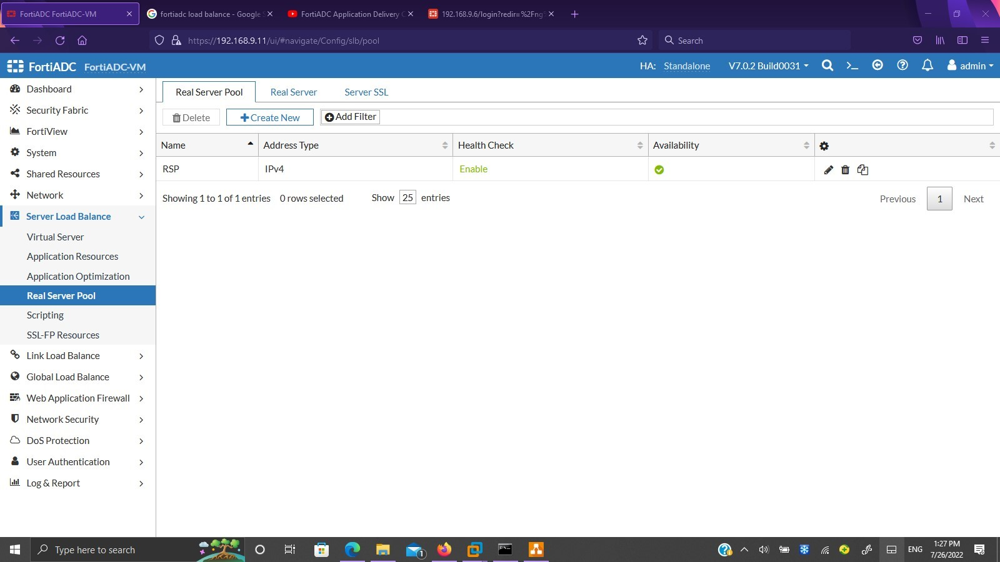 FortiADC FortiADC-VM
fortiadc load balance - Google
FortiADC Application Delivery
192.168.9.6/login?redir=%2Fng
https://192.168.9.11/ui/#navigate/Config/slb/pool
Search
FortiADC FortiADC-VM
HA: Standalone V7.0.2 Build0031 admin
Dashboard
Security Fabric
FortiView
System
Shared Resources
Network
Server Load Balance
Virtual Server
Application Resources
Application Optimization
Real Server Pool
Scripting
SSL-FP Resources
Link Load Balance
Global Load Balance
Web Application Firewall
Network Security
DoS Protection
User Authentication
Log & Report
Real Server Pool Real Server Server SSL
Delete Create New Add Filter
Name Address Type Health Check Availability
RSP IPv4 Enable
Showing 1 to 1 of 1 entries 0 rows selected Show 25 entries Previous 1 Next
Type here to search
1
ENG
1:27 PM
7/26/2022